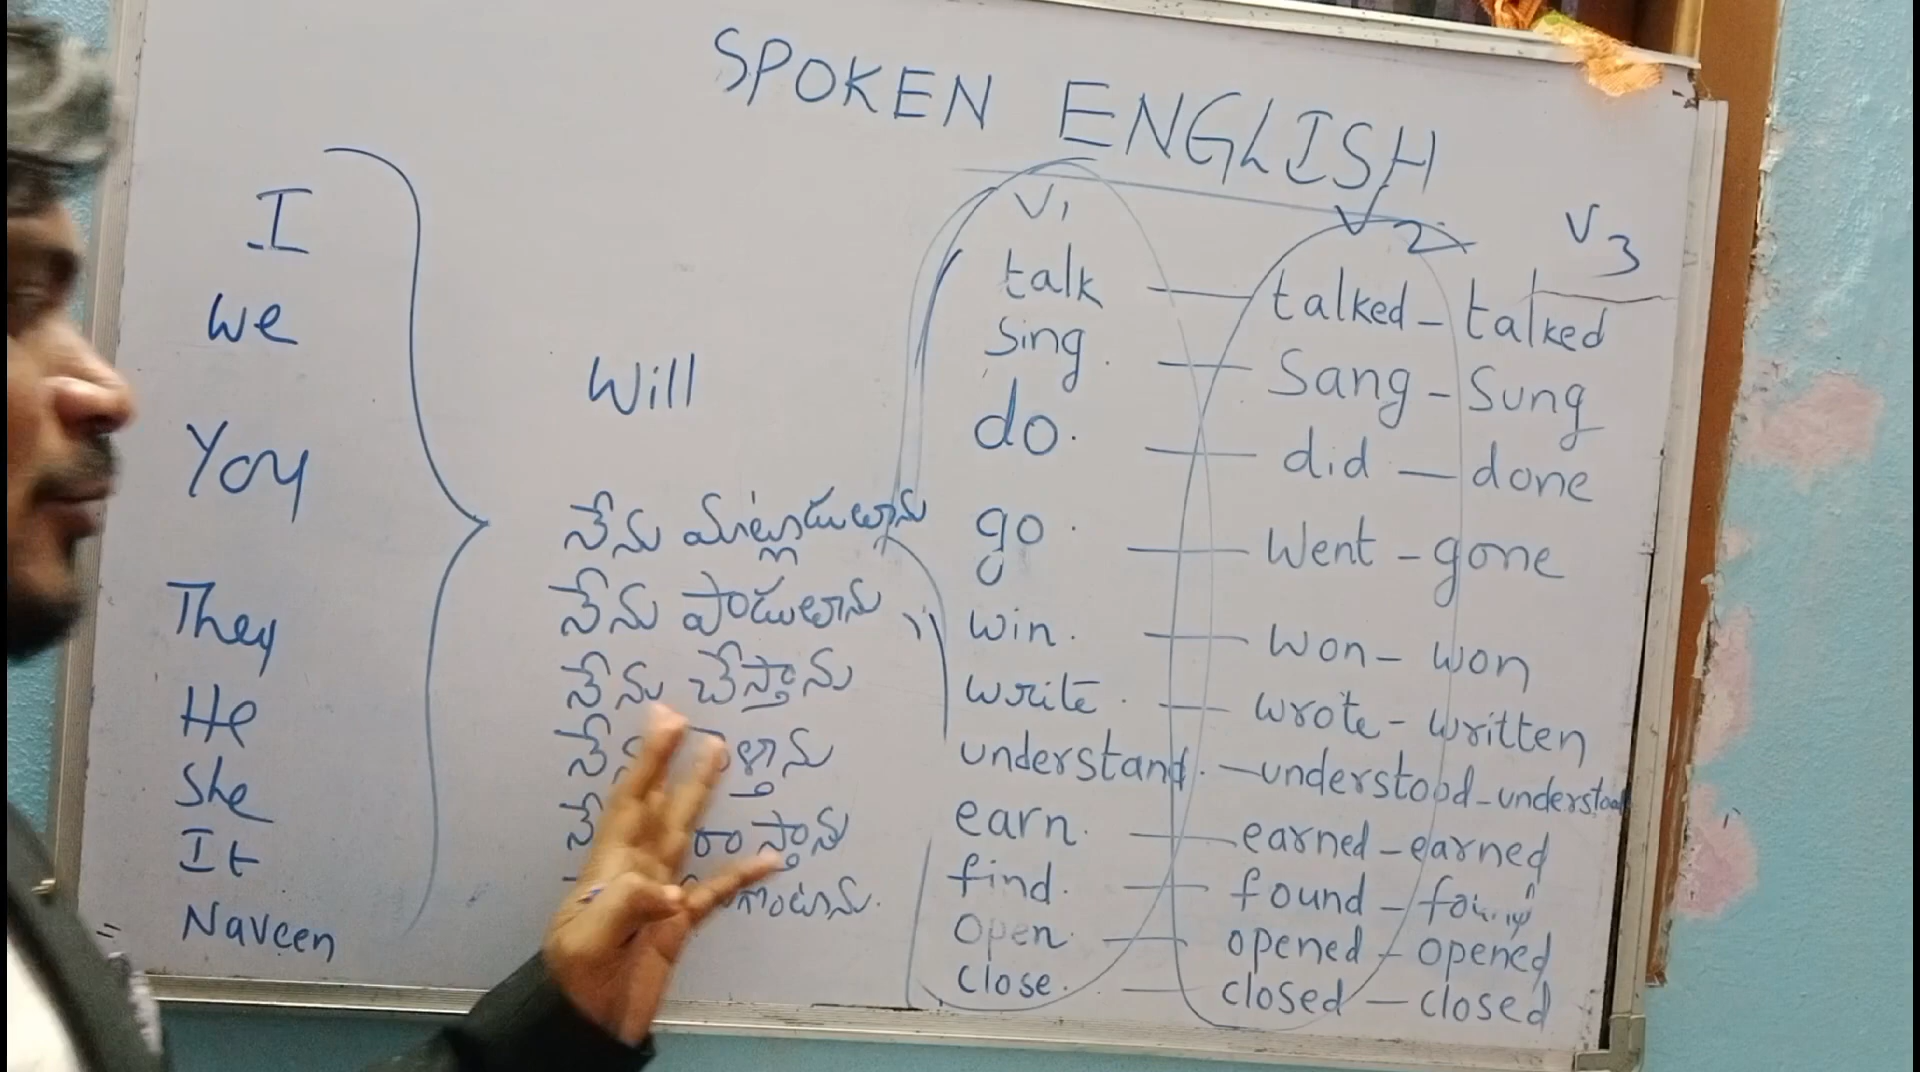 SPOKEN ENGLISH
I
We
You
They
He
She
It
Naveen
Will
నేను మాట్లాడుతాను
నేను పాడుతాను
నేను చేస్తాను
V1 V2 V3
talk — talked - talked
Sing. — Sang - Sung
do. — did — done
go. — Went - gone
win. — won - won
write. — wrote - written
understand. — understood - understood
earn. — earned - earned
find. — found - found
open. — opened - opened
close. — closed — closed